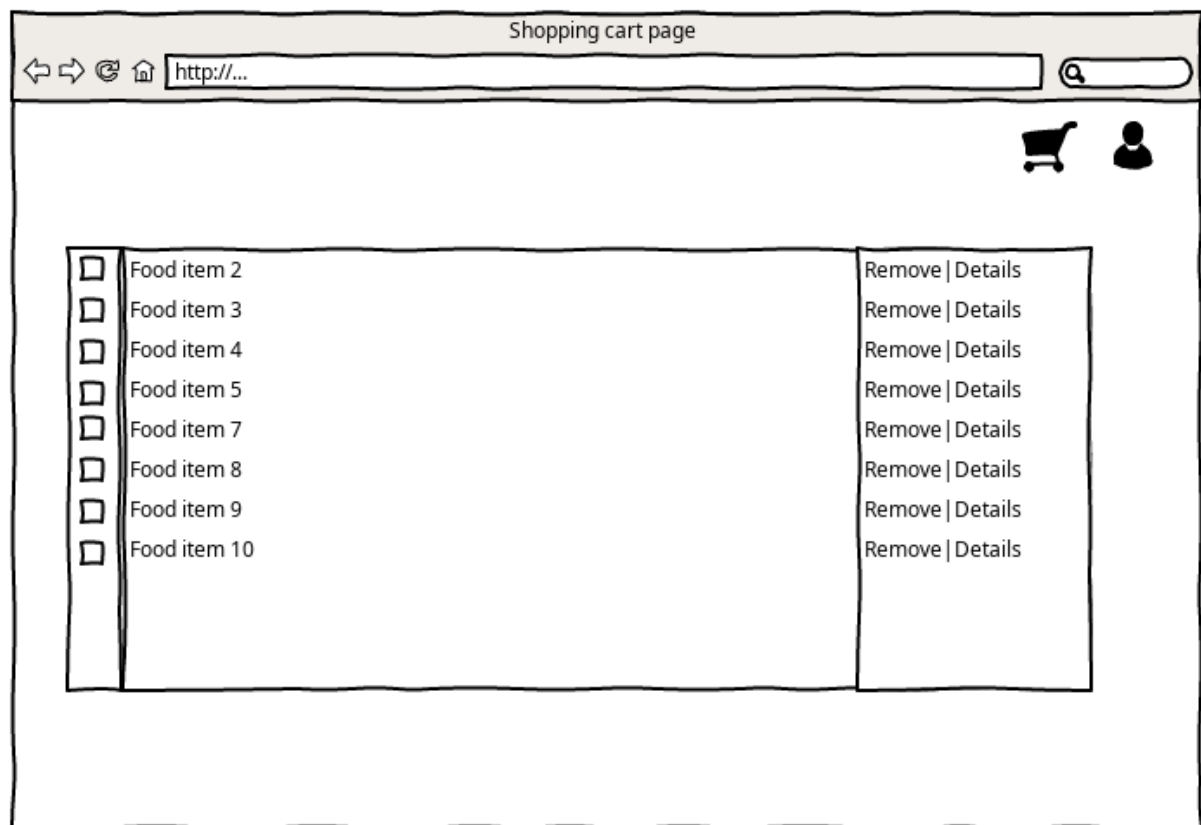 Shopping cart page
http://...
Food item 2 Remove|Details
Food item 3 Remove|Details
Food item 4 Remove|Details
Food item 5 Remove|Details
Food item 7 Remove|Details
Food item 8 Remove|Details
Food item 9 Remove|Details
Food item 10 Remove|Details